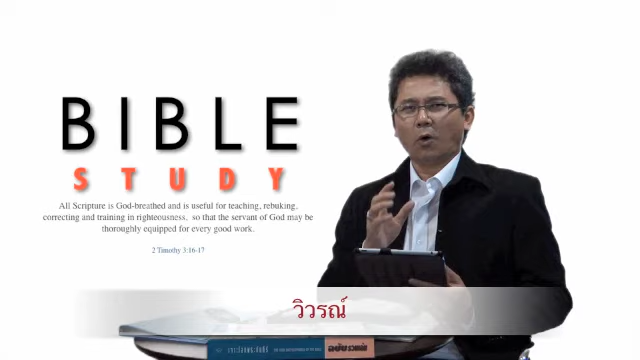 BIBLE
STUDY
All Scripture is God-breathed and is useful for teaching, rebuking,
correcting and training in righteousness, so that the servant of God may be
thoroughly equipped for every good work.
2 Timothy 3:16-17
วิวรณ์